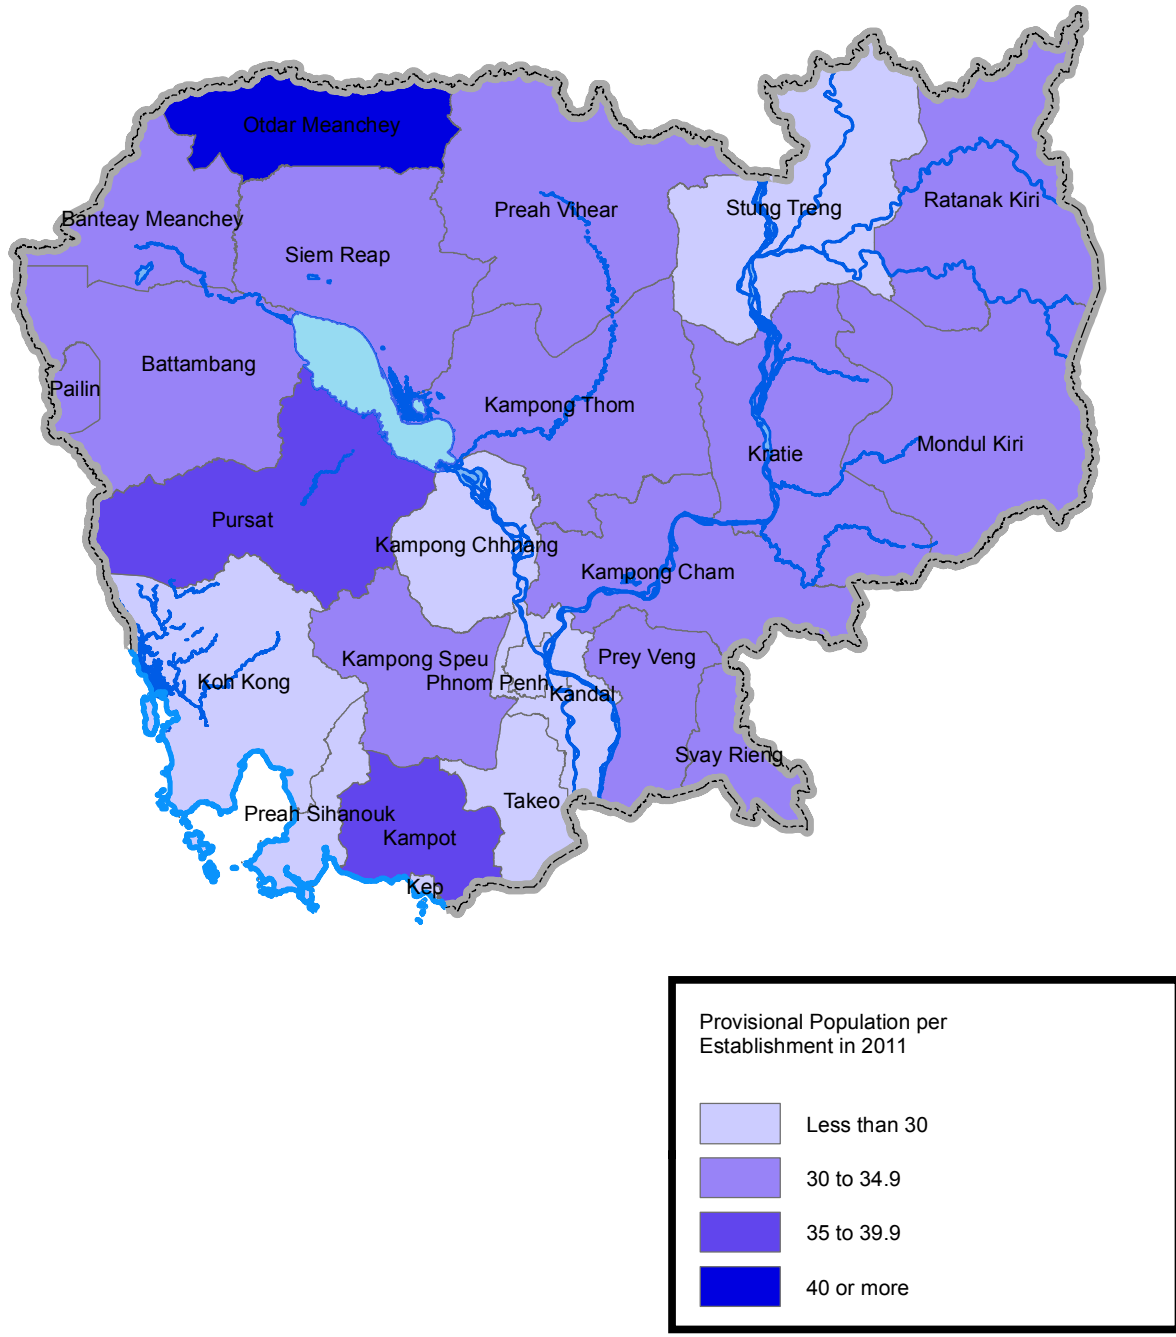 Otdar Meanchey
Banteay Meanchey
Siem Reap
Preah Vihear
Stung Treng
Ratanak Kiri
Battambang
Pailin
Kampong Thom
Kratie
Mondul Kiri
Pursat
Kampong Chhnang
Kampong Cham
Kampong Speu
Prey Veng
Koh Kong
Phnom Penh
Kandal
Svay Rieng
Preah Sihanouk
Takeo
Kampot
Kep
Provisional Population per
Establishment in 2011
Less than 30
30 to 34.9
35 to 39.9
40 or more